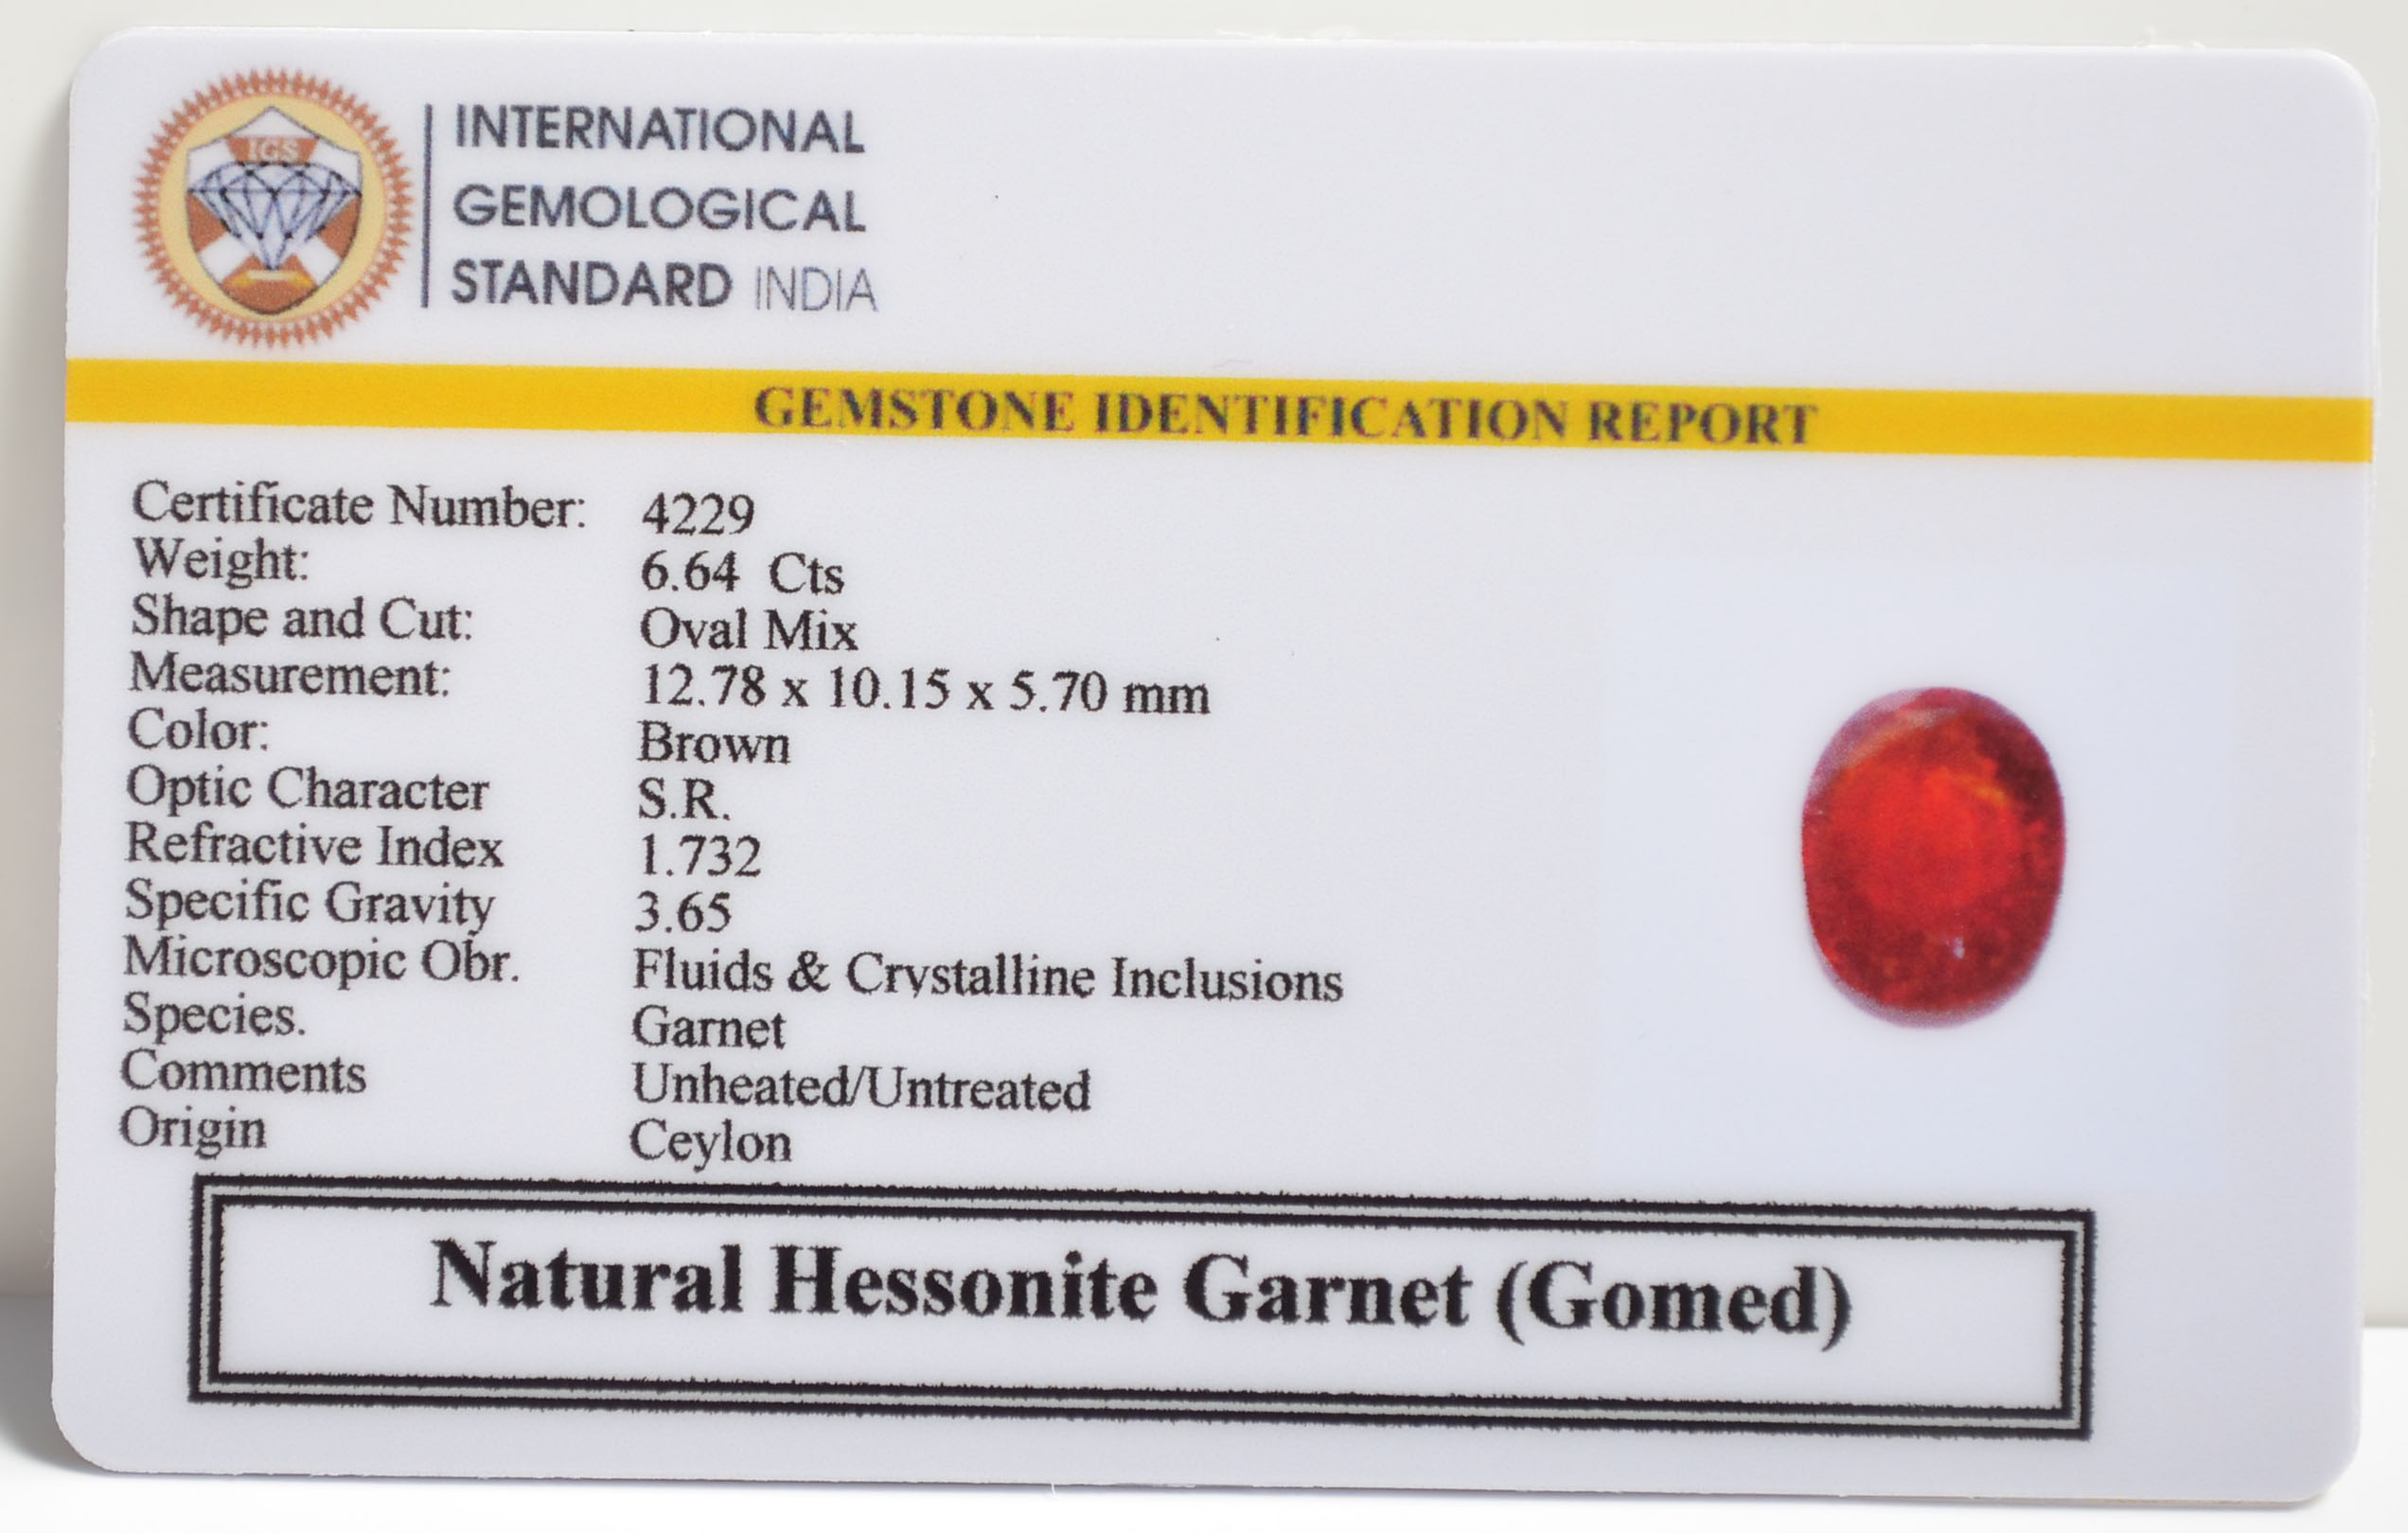 IGS
INTERNATIONAL
GEMOLOGICAL
STANDARD INDIA
GEMSTONE IDENTIFICATION REPORT
Certificate Number: 4229
Weight: 6.64 Cts
Shape and Cut: Oval Mix
Measurement: 12.78 x 10.15 x 5.70 mm
Color: Brown
Optic Character S.R.
Refractive Index 1.732
Specific Gravity 3.65
Microscopic Obr. Fluids & Crystalline Inclusions
Species. Garnet
Comments Unheated/Untreated
Origin Ceylon
Natural Hessonite Garnet (Gomed)